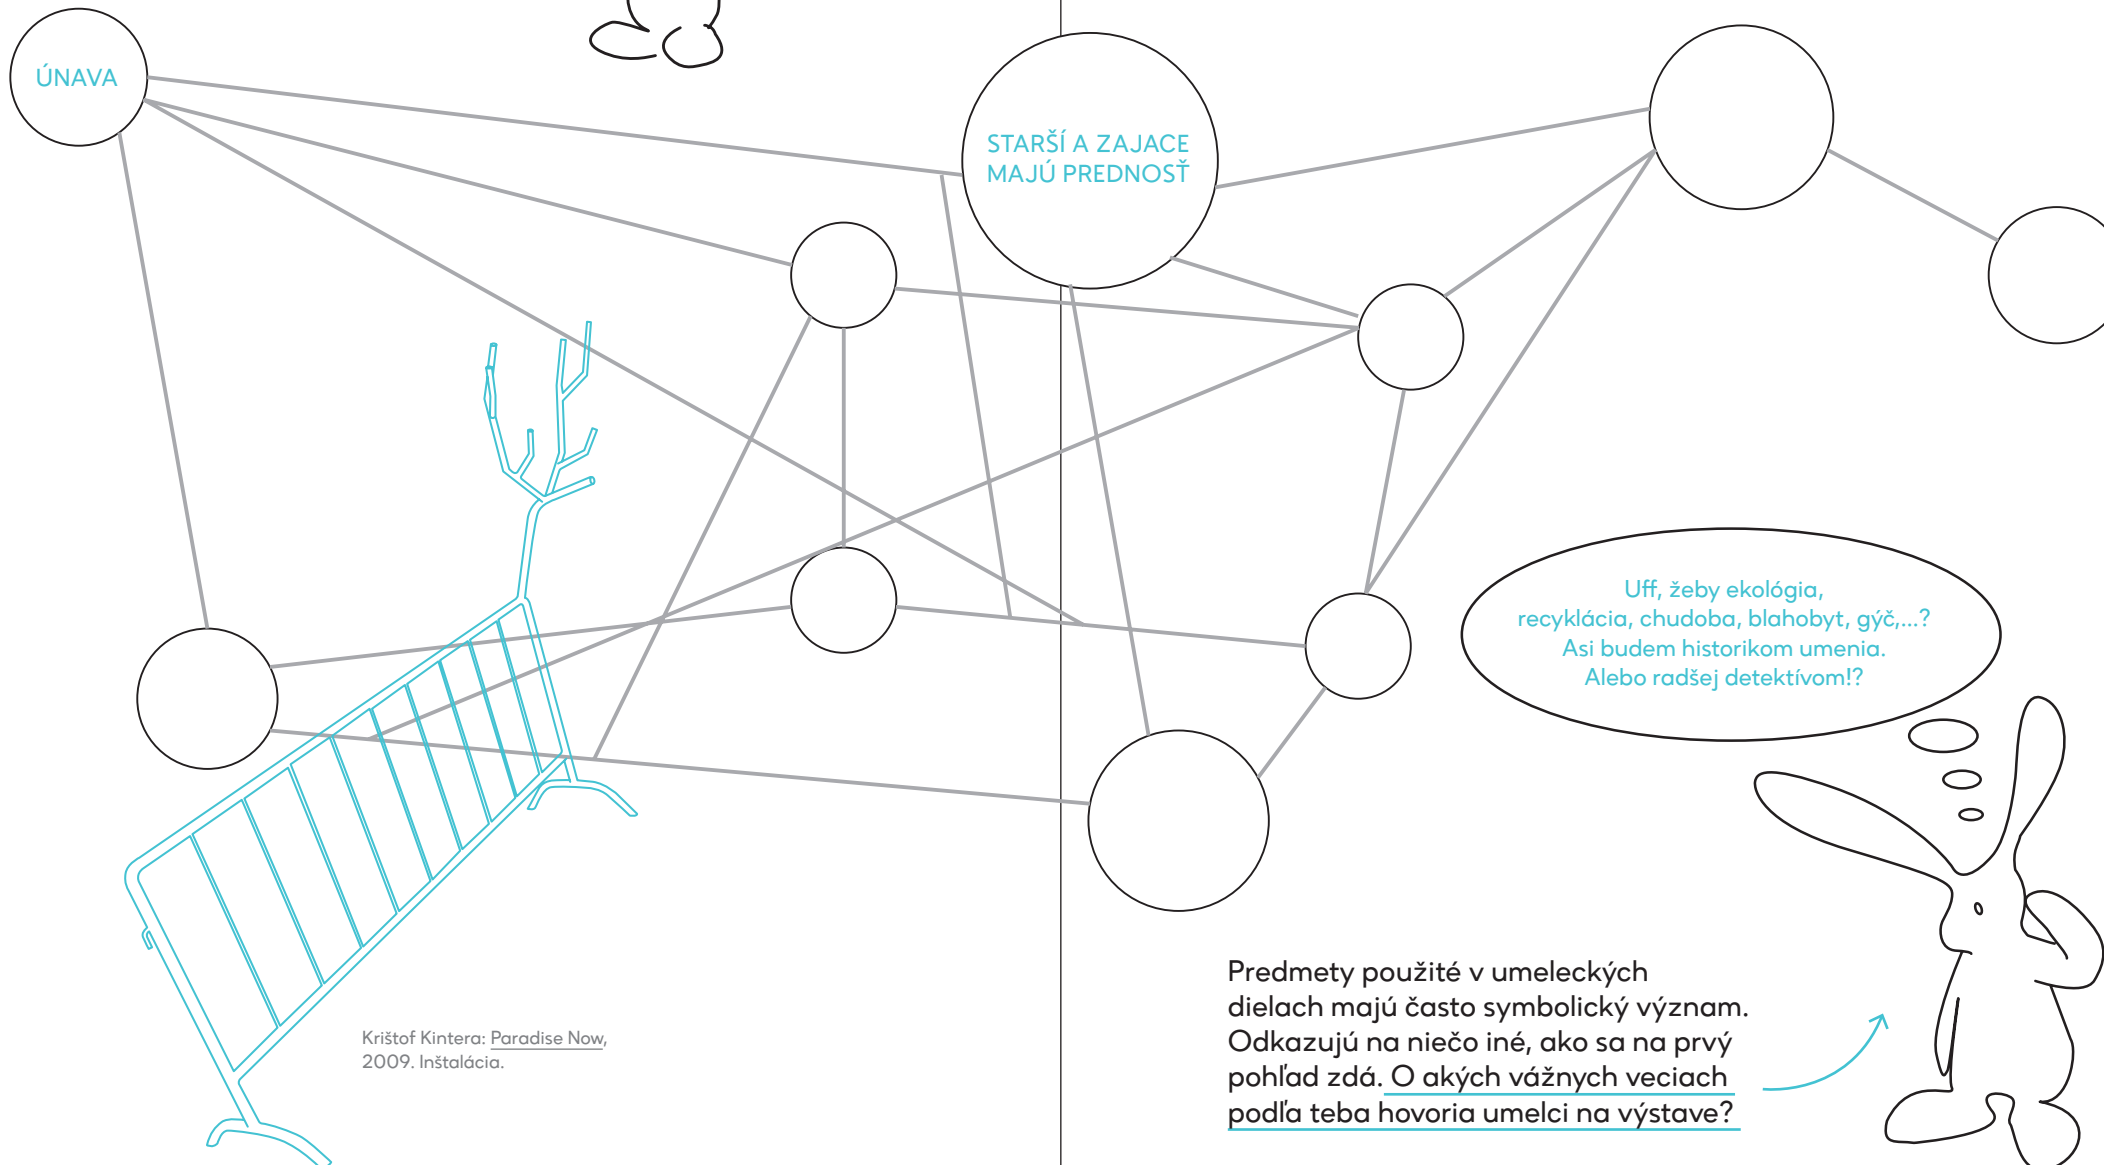 ÚNAVA
STARŠÍ A ZAJACE
MAJÚ PREDNOSŤ
Uff, žeby ekológia,
recyklácia, chudoba, blahobyt, gýč,...?
Asi budem historikom umenia.
Alebo radšej detektívom!?
Krištof Kintera: Paradise Now,
2009. Inštalácia.
Predmety použité v umeleckých
dielach majú často symbolický význam.
Odkazujú na niečo iné, ako sa na prvý
pohľad zdá. O akých vážnych veciach
podľa teba hovoria umelci na výstave?